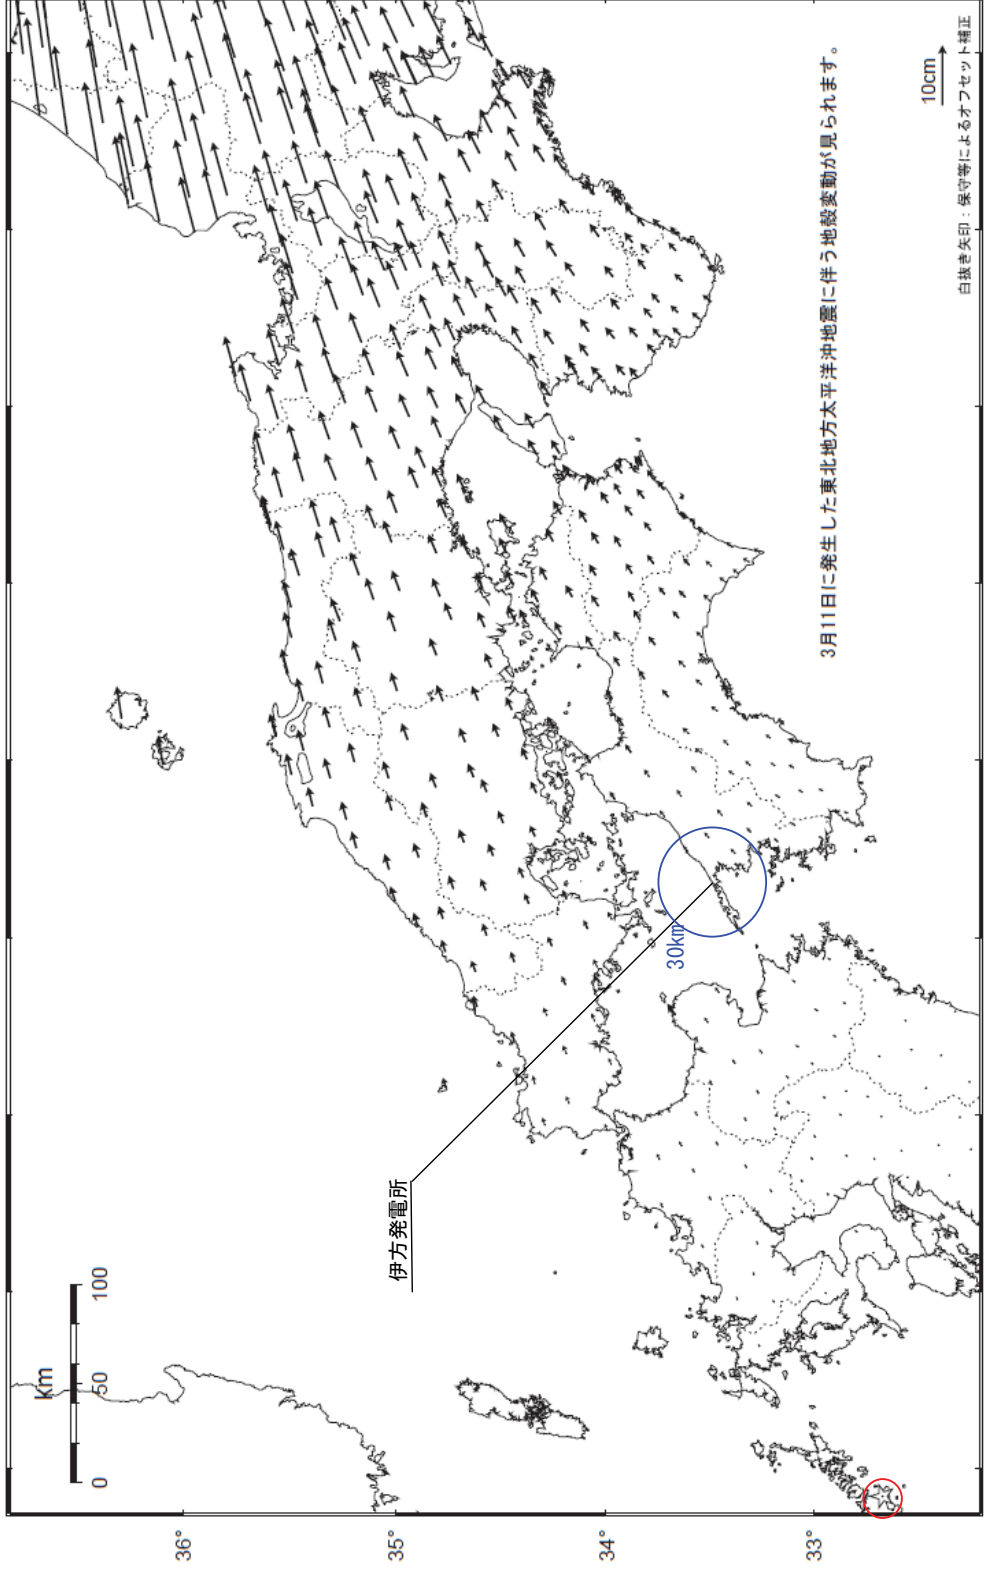 km
0
50
100
伊方発電所
30km
36°
35°
34°
33°
3月11日に発生した東北地方太平洋沖地震に伴う地殻変動が見られます。
10cm
白抜き矢印：保守等によるオフセット補正